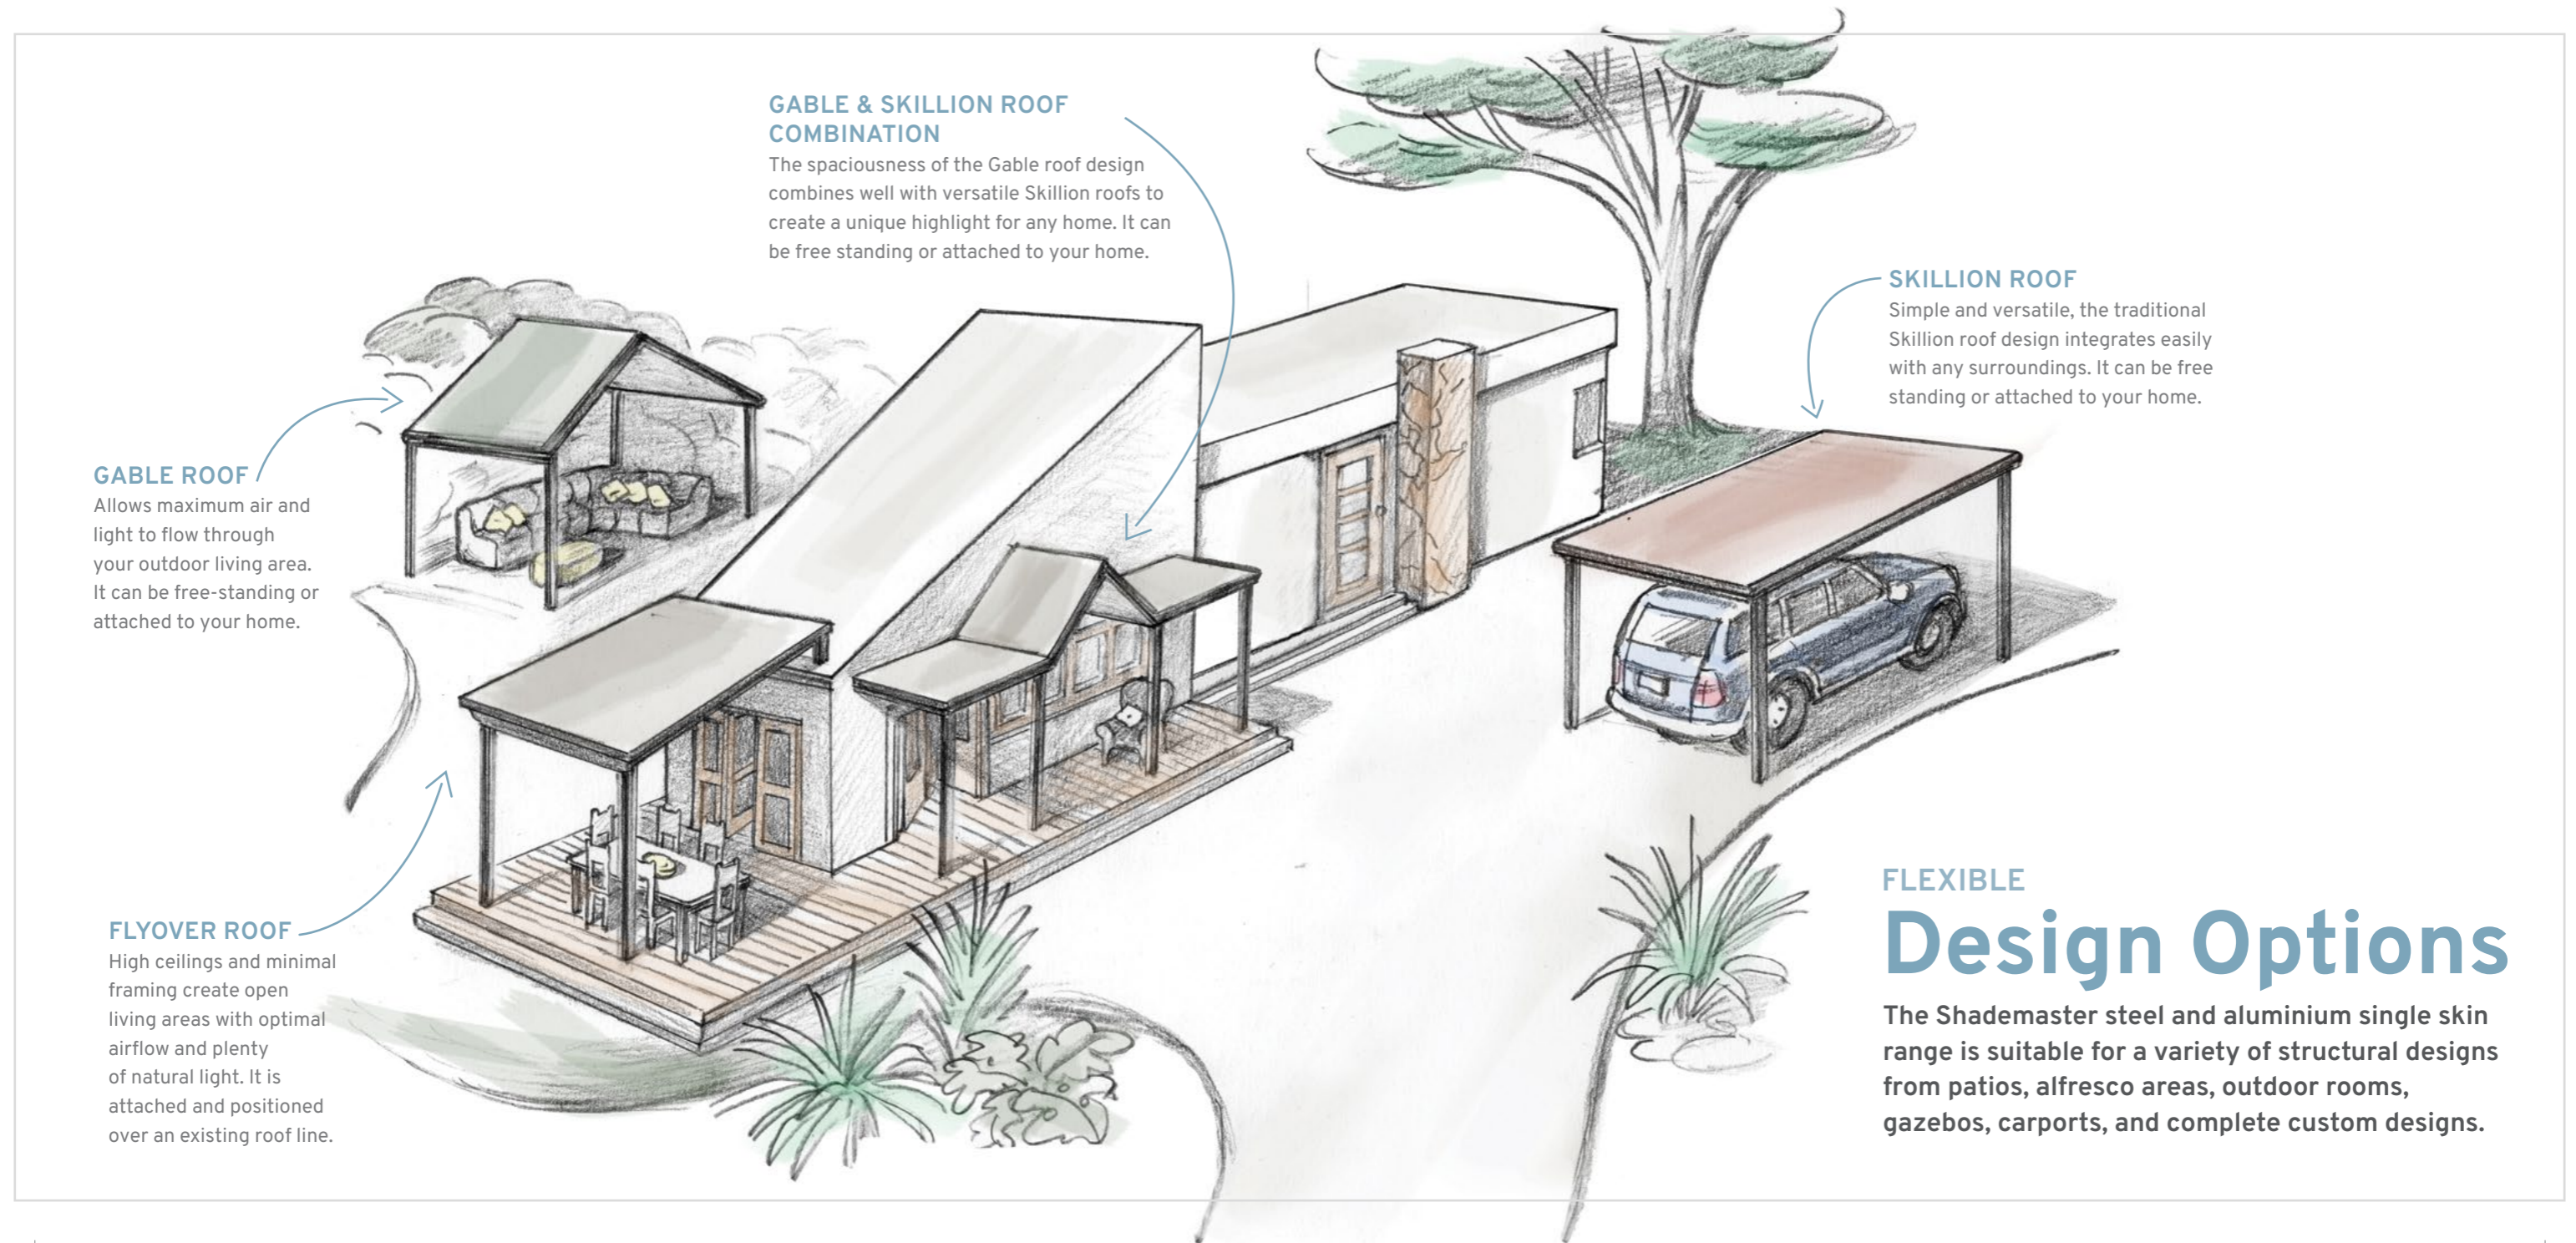 GABLE & SKILLION ROOF
COMBINATION
The spaciousness of the Gable roof design
combines well with versatile Skillion roofs to
create a unique highlight for any home. It can
be free standing or attached to your home.
SKILLION ROOF
Simple and versatile, the traditional
Skillion roof design integrates easily
with any surroundings. It can be free
standing or attached to your home.
GABLE ROOF
Allows maximum air and
light to flow through
your outdoor living area.
It can be free-standing or
attached to your home.
FLYOVER ROOF
High ceilings and minimal
framing create open
living areas with optimal
airflow and plenty
of natural light. It is
attached and positioned
over an existing roof line.
FLEXIBLE
Design Options
The Shademaster steel and aluminium single skin
range is suitable for a variety of structural designs
from patios, alfresco areas, outdoor rooms,
gazebos, carports, and complete custom designs.